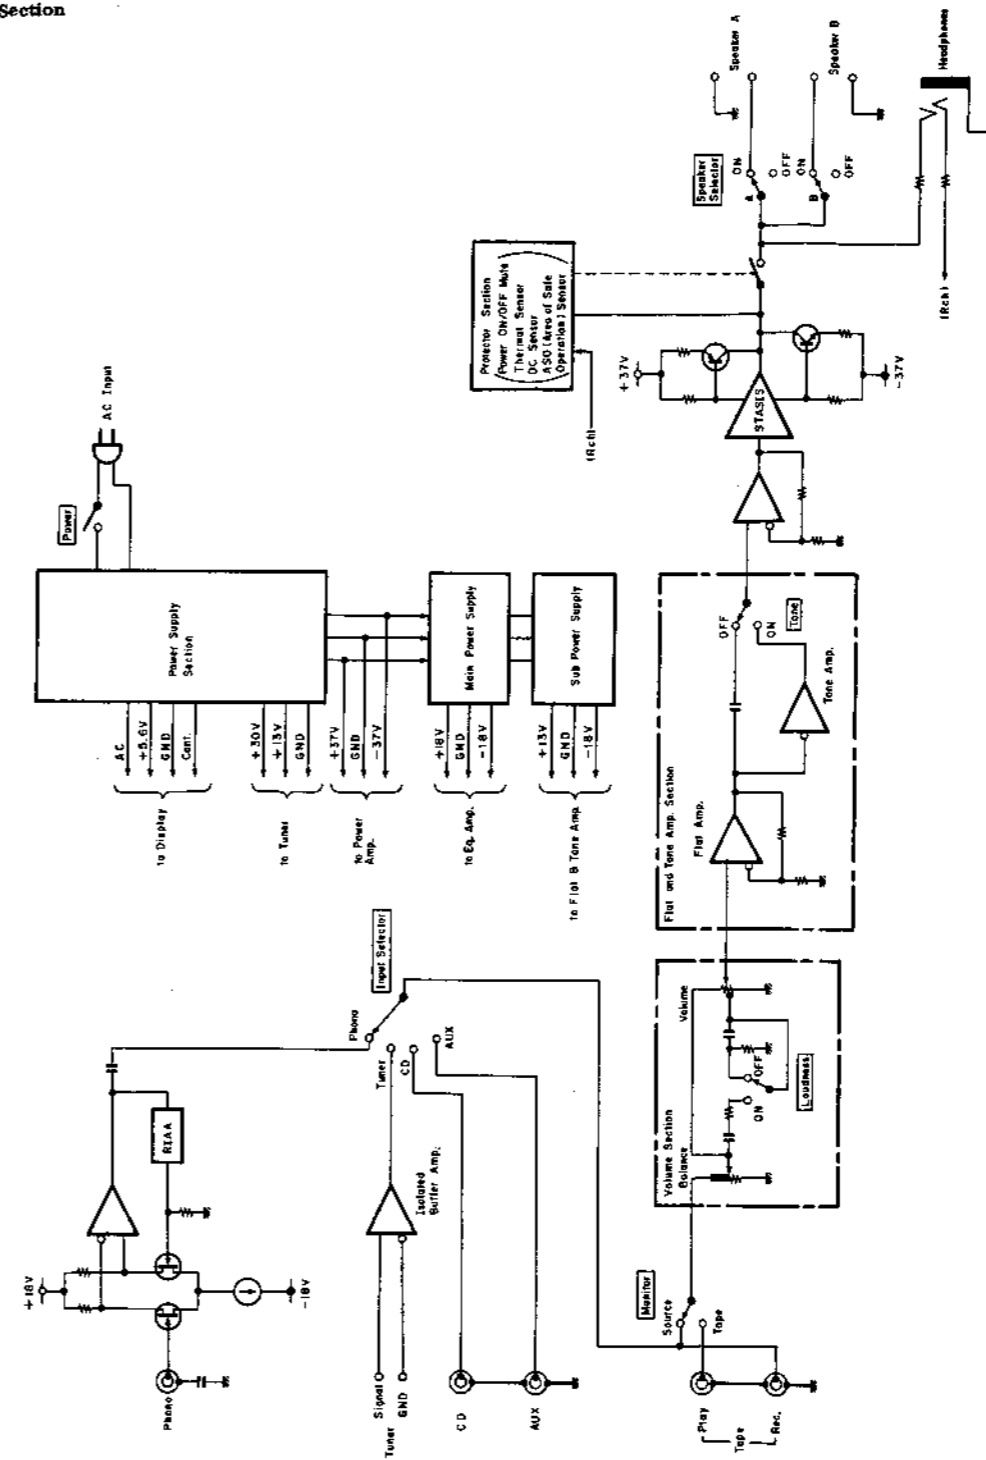 Section
Speaker A
Speaker B
Headphones
Speaker
Selector
ON
OFF
ON
OFF
A
B
(Rch)
Protector Section
Power ON/OFF Mute
Thermal Sensor
DC Sensor
ASO (Area of Safe
Operation) Sensor
(Rch)
+37V
-37V
STASIS
AC Input
Power
Power Supply
Section
Main Power Supply
Sub Power Supply
AC
+5.6V
GND
Cont.
+30V
+13V
GND
+37V
GND
-37V
+18V
GND
-18V
+13V
GND
-18V
to Display
to Tuner
to Power
Amp.
to Eq. Amp.
to Flat & Tone Amp
OFF
ON
Tone
Tone Amp.
Flat Amp.
Flat and Tone Amp. Section
Input Selector
Phono
Tuner
CD
AUX
RIAA
Isolated
Buffer Amp.
+18V
-18V
Phono
Signal
GND
Tuner
CD
AUX
Volume
OFF
ON
Loudness
Volume Section
Balance
Monitor
Source
Tape
Play
Rec.
Tape